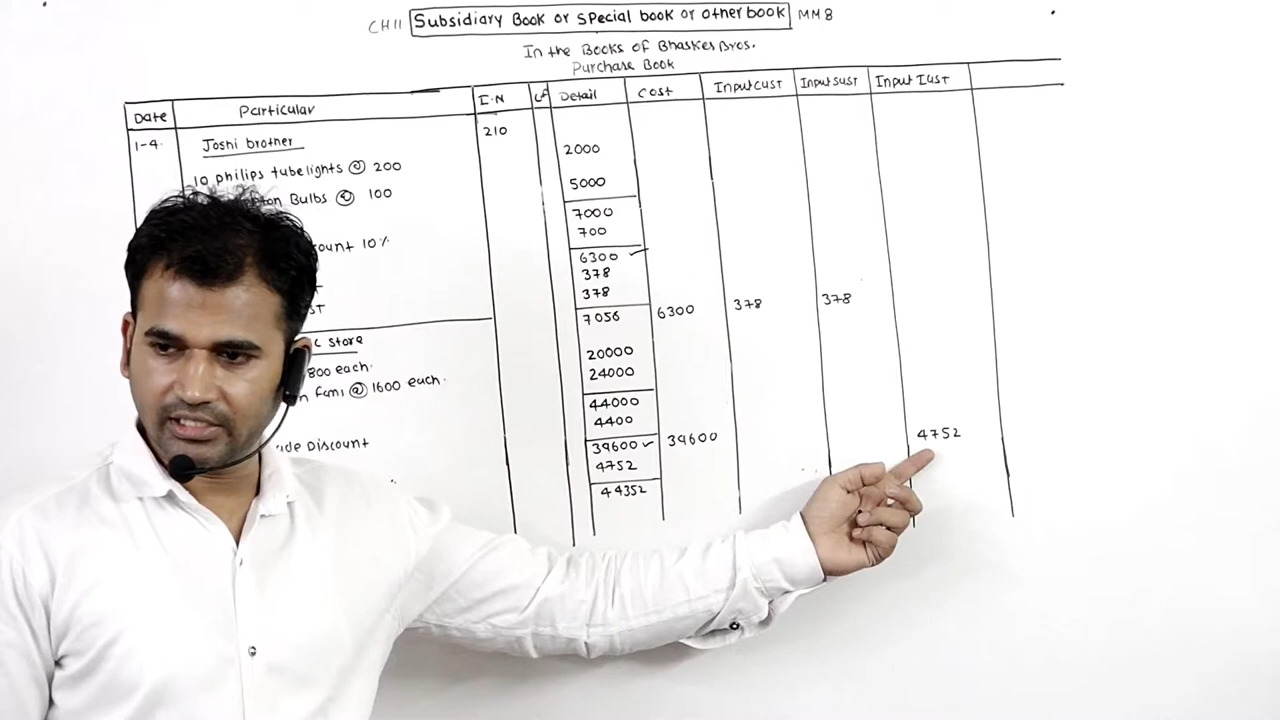 CH11 Subsidiary Book or Special book or other book MM8
In the Books of Bhasker Bros.
Purchase Book
Date Particular I.N LF Detail Cost Input CGST Input SGST Input IGST
1-4 Joshi brother 210
10 philips tubelights @ 200 2000
Bulbs @ 100 5000
7000
ount 10% 700
6300 ✓
378
378
ST 7056 6300 378 378
c store
800 each. 20000
n fans @ 1600 each. 24000
44000
4400
ade Discount 39600 ✓ 39600 4752
4752
44352